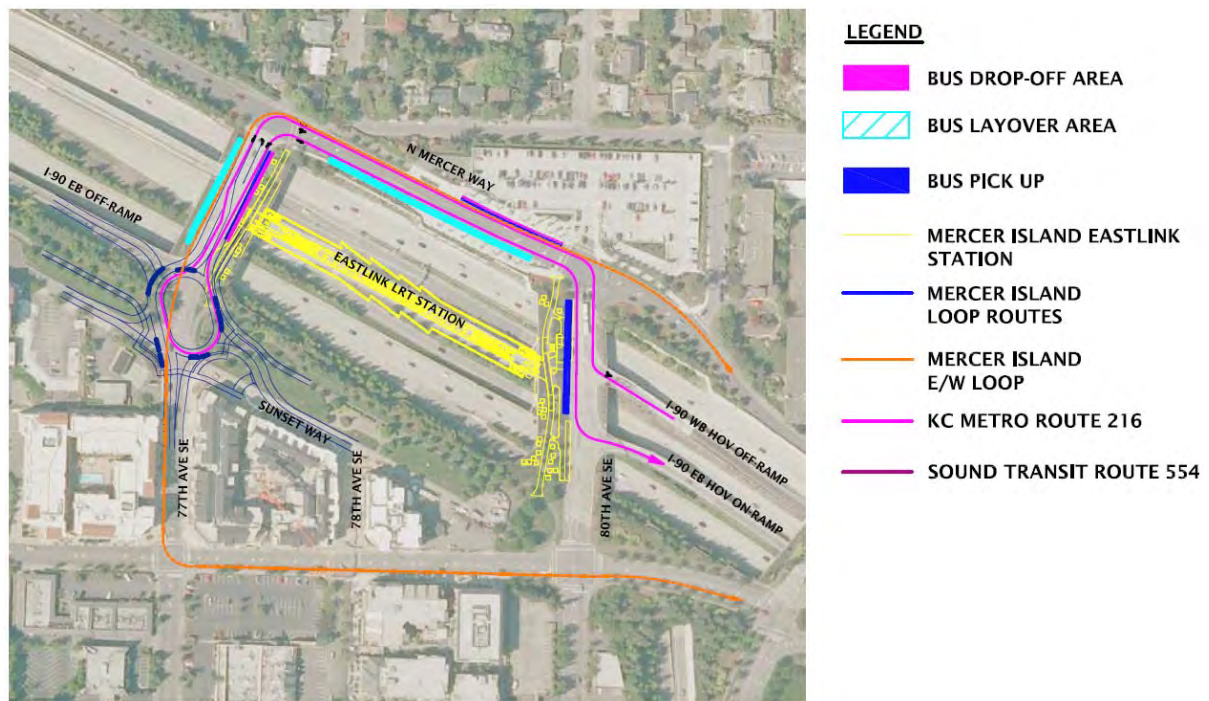 I-90 EB OFF-RAMP
N MERCER WAY
EASTLINK LRT STATION
SUNSET WAY
77TH AVE SE
78TH AVE SE
80TH AVE SE
I-90 WB HOV OFF-RAMP
I-90 EB HOV ON-RAMP
LEGEND
BUS DROP-OFF AREA
BUS LAYOVER AREA
BUS PICK UP
MERCER ISLAND EASTLINK
STATION
MERCER ISLAND
LOOP ROUTES
MERCER ISLAND
E/W LOOP
KC METRO ROUTE 216
SOUND TRANSIT ROUTE 554